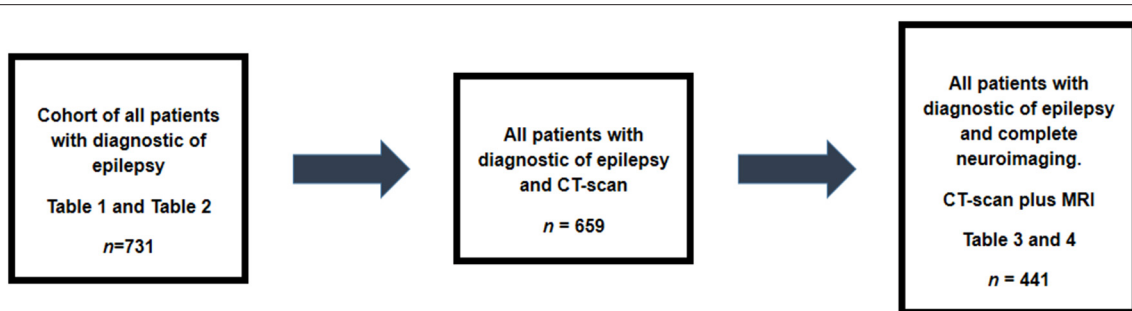 Cohort of all patients
with diagnostic of
epilepsy
Table 1 and Table 2
n=731
All patients with
diagnostic of epilepsy
and CT-scan
n = 659
All patients with
diagnostic of epilepsy
and complete
neuroimaging.
CT-scan plus MRI
Table 3 and 4
n = 441